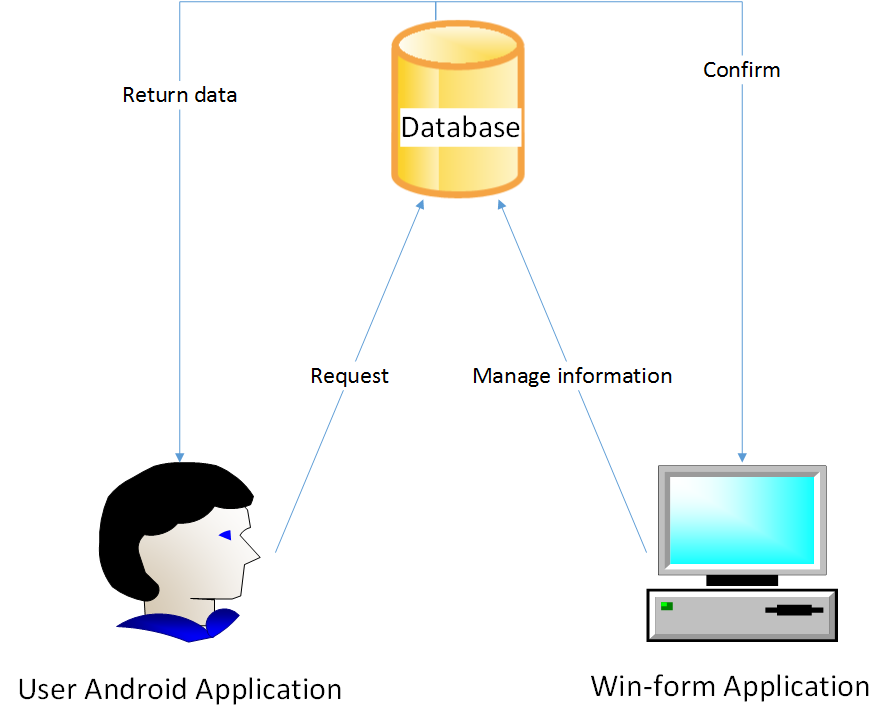 Confirm
Return data
Database
Request
Manage information
User Android Application
Win-form Application